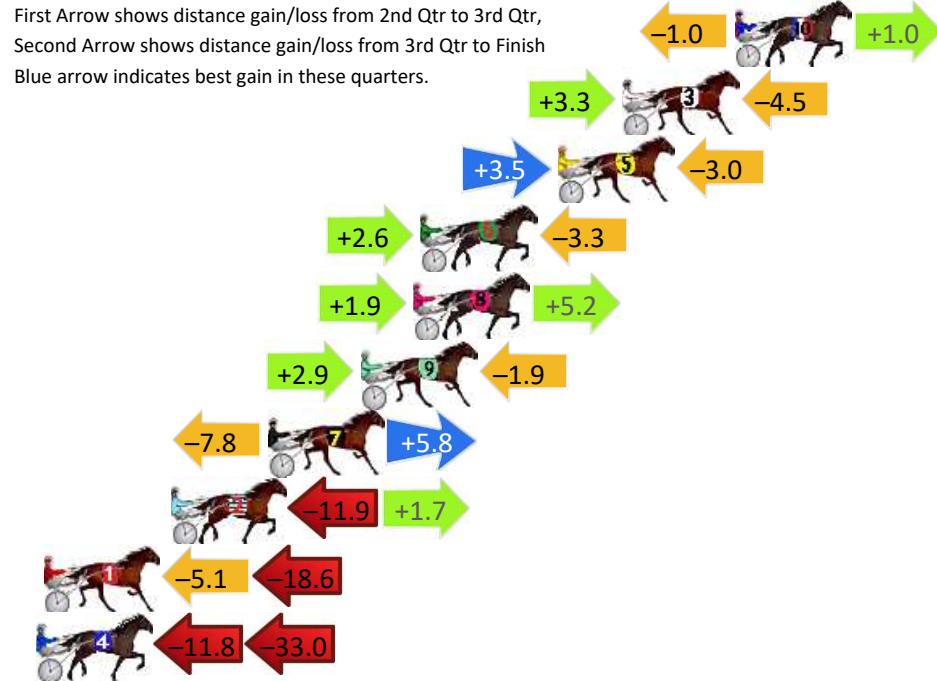 First Arrow shows distance gain/loss from 2nd Qtr to 3rd Qtr,
Second Arrow shows distance gain/loss from 3rd Qtr to Finish
Blue arrow indicates best gain in these quarters.
–1.0 10 +1.0
+3.3 3 –4.5
+3.5 5 –3.0
+2.6 6 –3.3
+1.9 8 +5.2
+2.9 9 –1.9
–7.8 7 +5.8
2 –11.9 +1.7
1 –5.1 –18.6
4 –11.8 –33.0